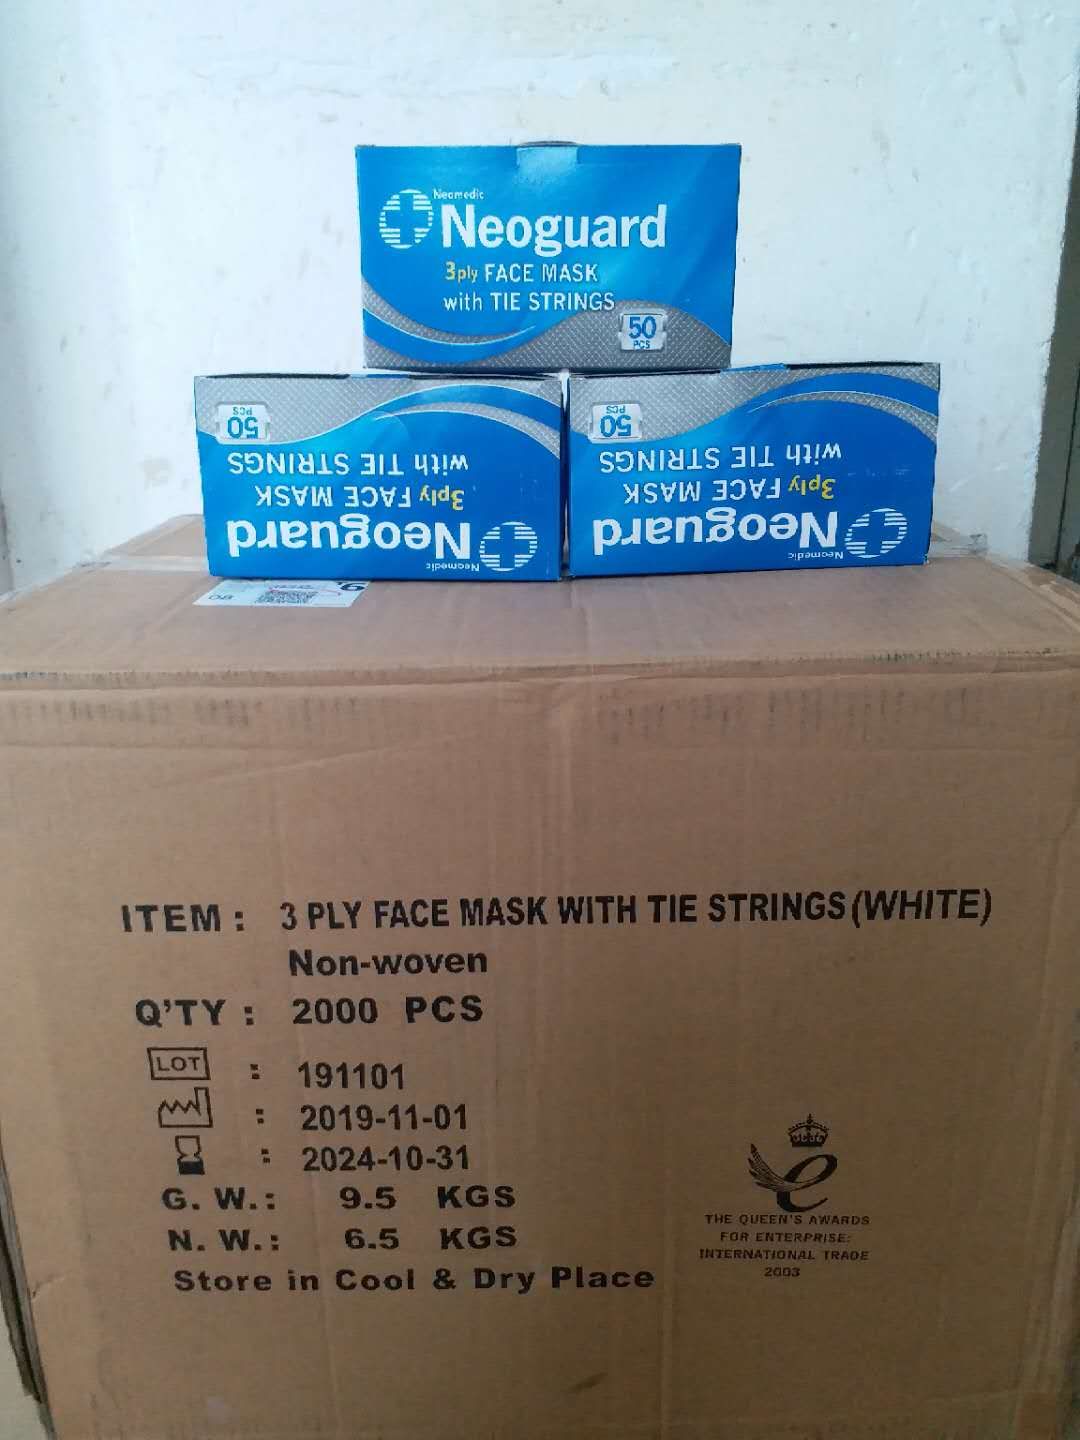 Neomedic
Neoguard
3ply FACE MASK
with TIE STRINGS
50
PCS
Neomedic
Neoguard
3ply FACE MASK
with TIE STRINGS
50
PCS
Neomedic
Neoguard
3ply FACE MASK
with TIE STRINGS
50
PCS
ITEM : 3 PLY FACE MASK WITH TIE STRINGS (WHITE)
Non-woven
Q'TY : 2000 PCS
LOT : 191101
: 2019-11-01
: 2024-10-31
G. W.: 9.5 KGS
N. W.: 6.5 KGS
Store in Cool & Dry Place
THE QUEEN'S AWARDS
FOR ENTERPRISE:
INTERNATIONAL TRADE
2003